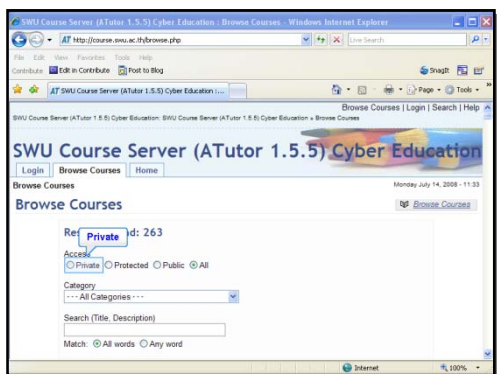 SWU Course Server (ATutor 1.5.5) Cyber Education : Browse Courses - Windows Internet Explorer
http://course.swu.ac.th/browse.php
Live Search
File Edit View Favorites Tools Help
Contribute Edit in Contribute Post to Blog
SnagIt
SWU Course Server (ATutor 1.5.5) Cyber Education : ...
Page Tools
Browse Courses | Login | Search | Help
SWU Course Server (ATutor 1.5.5) Cyber Education: SWU Course Server (ATutor 1.5.5) Cyber Education » Browse Courses
SWU Course Server (ATutor 1.5.5) Cyber Education
Login Browse Courses Home
Browse Courses
Monday July 14, 2008 - 11:33
Browse Courses
Browse Courses
d: 263
Private
Access
Private Protected Public All
Category
--- All Categories ---
Search (Title, Description)
Match: All words Any word
Internet
100%